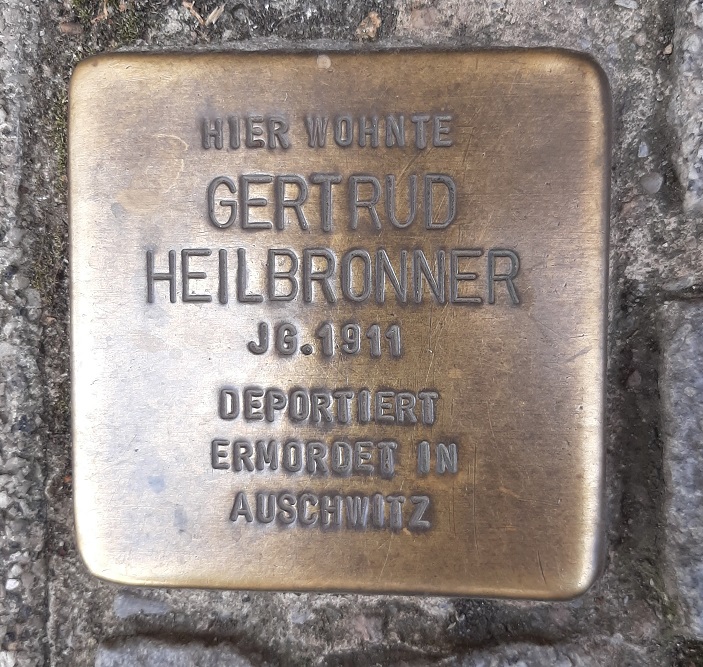 HIER WOHNTE
GERTRUD
HEILBRONNER
JG.1911
DEPORTIERT
ERMORDET IN
AUSCHWITZ